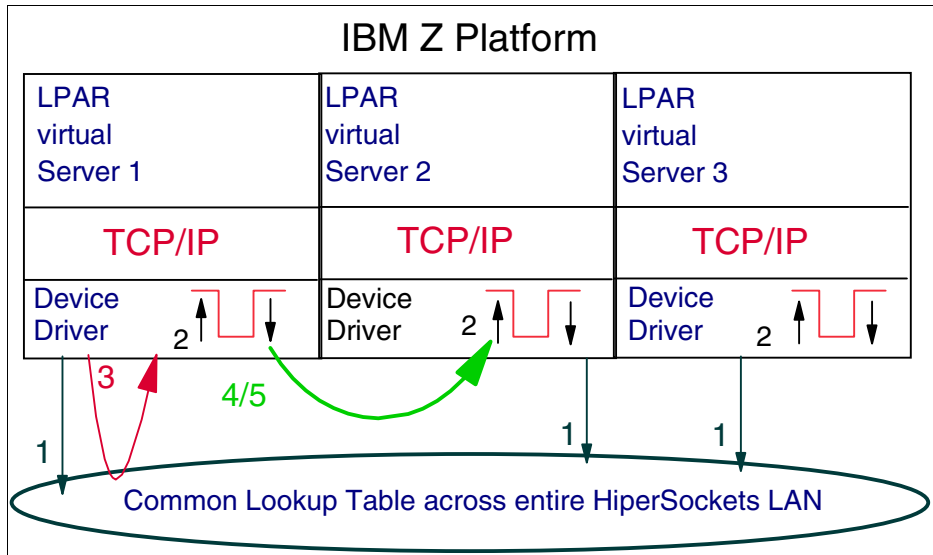 IBM Z Platform
LPAR
virtual
Server 1
LPAR
virtual
Server 2
LPAR
virtual
Server 3
TCP/IP
TCP/IP
TCP/IP
Device
Driver
2
Device
Driver
2
Device
Driver
2
3
4/5
1
1
1
Common Lookup Table across entire HiperSockets LAN